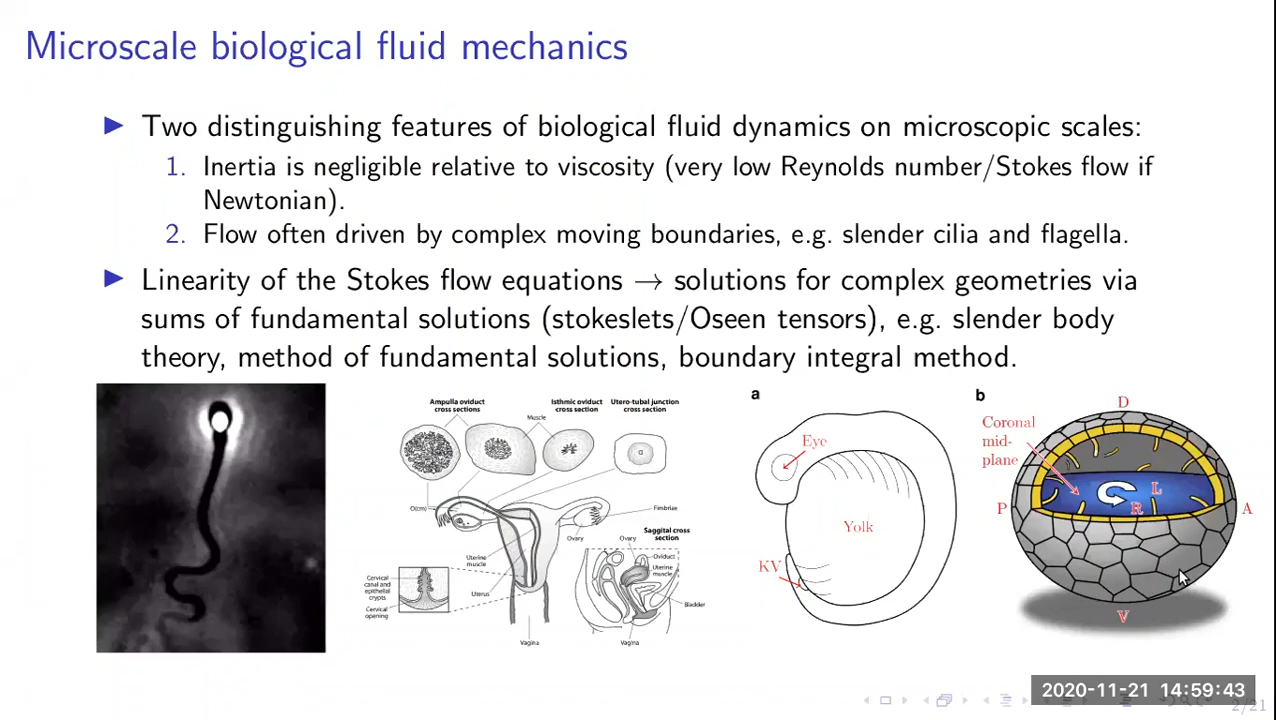 Microscale biological fluid mechanics
Two distinguishing features of biological fluid dynamics on microscopic scales:
1. Inertia is negligible relative to viscosity (very low Reynolds number/Stokes flow if
Newtonian).
2. Flow often driven by complex moving boundaries, e.g. slender cilia and flagella.
Linearity of the Stokes flow equations → solutions for complex geometries via
sums of fundamental solutions (stokeslets/Oseen tensors), e.g. slender body
theory, method of fundamental solutions, boundary integral method.
Ampulla oviduct
cross sections
Isthmic oviduct
cross section
Utero-tubal junction
cross section
Muscle
O(cm)
Fimbriae
Ovary
Uterine
muscle
Uterus
Cervical
canal and
epithelial
crypts
Cervical
opening
Vagina
Saggital cross
section
Ovary
Oviduct
Uterine
muscle
Bladder
Vagina
a
Eye
Yolk
KV
b
D
Coronal
mid-
plane
L
P
R
A
V
2020-11-21 14:59:43
2/21